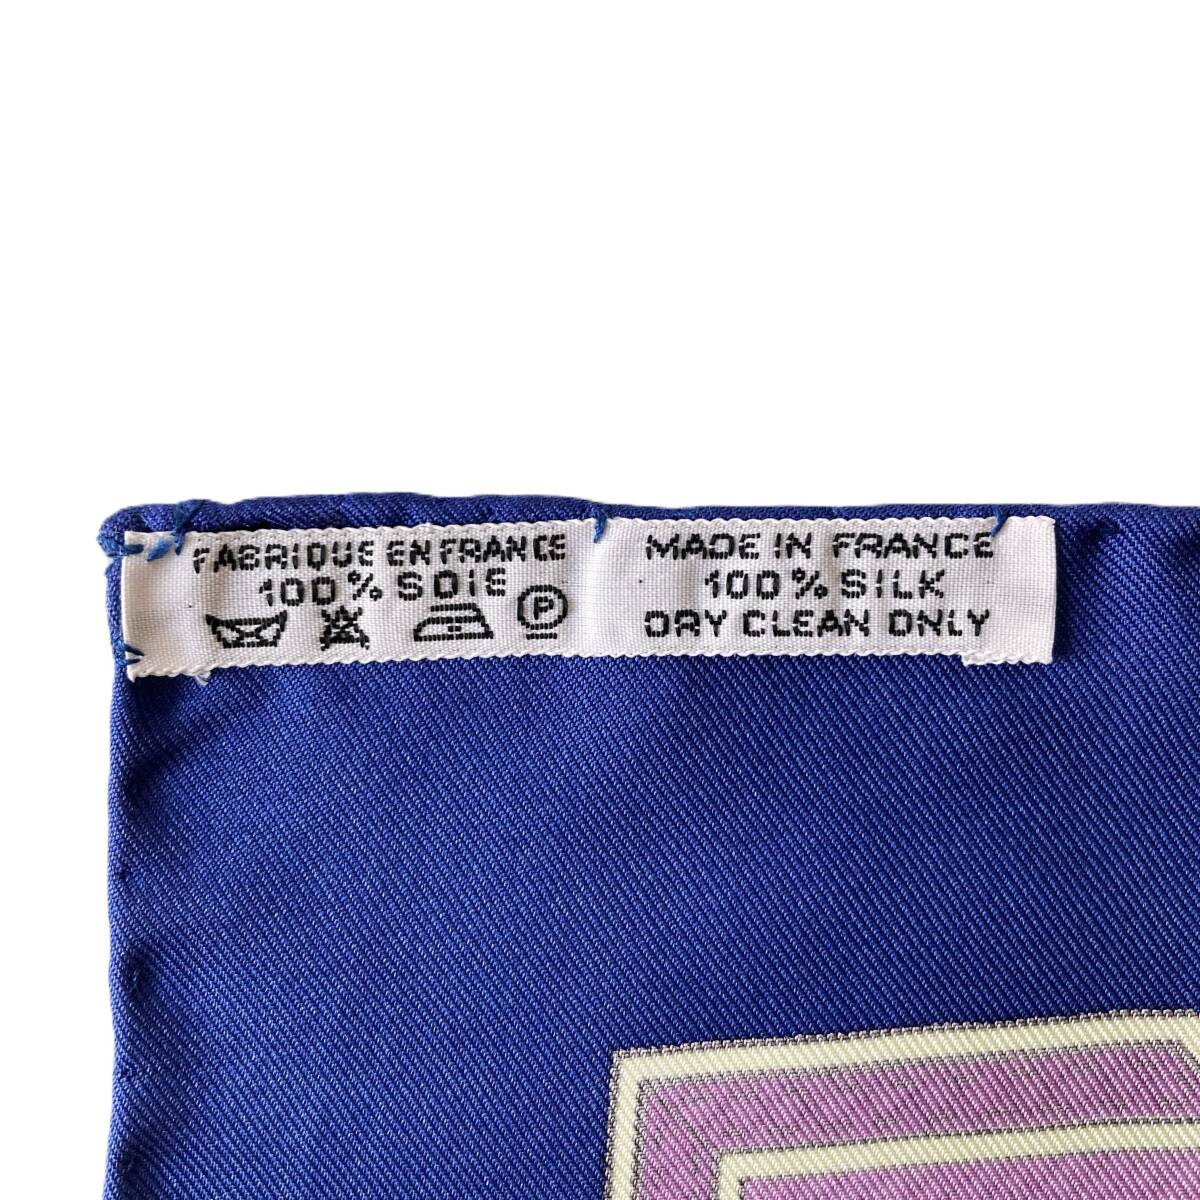 FABRIQUE EN FRANCE
100% SOIE
P
MADE IN FRANCE
100% SILK
DRY CLEAN ONLY